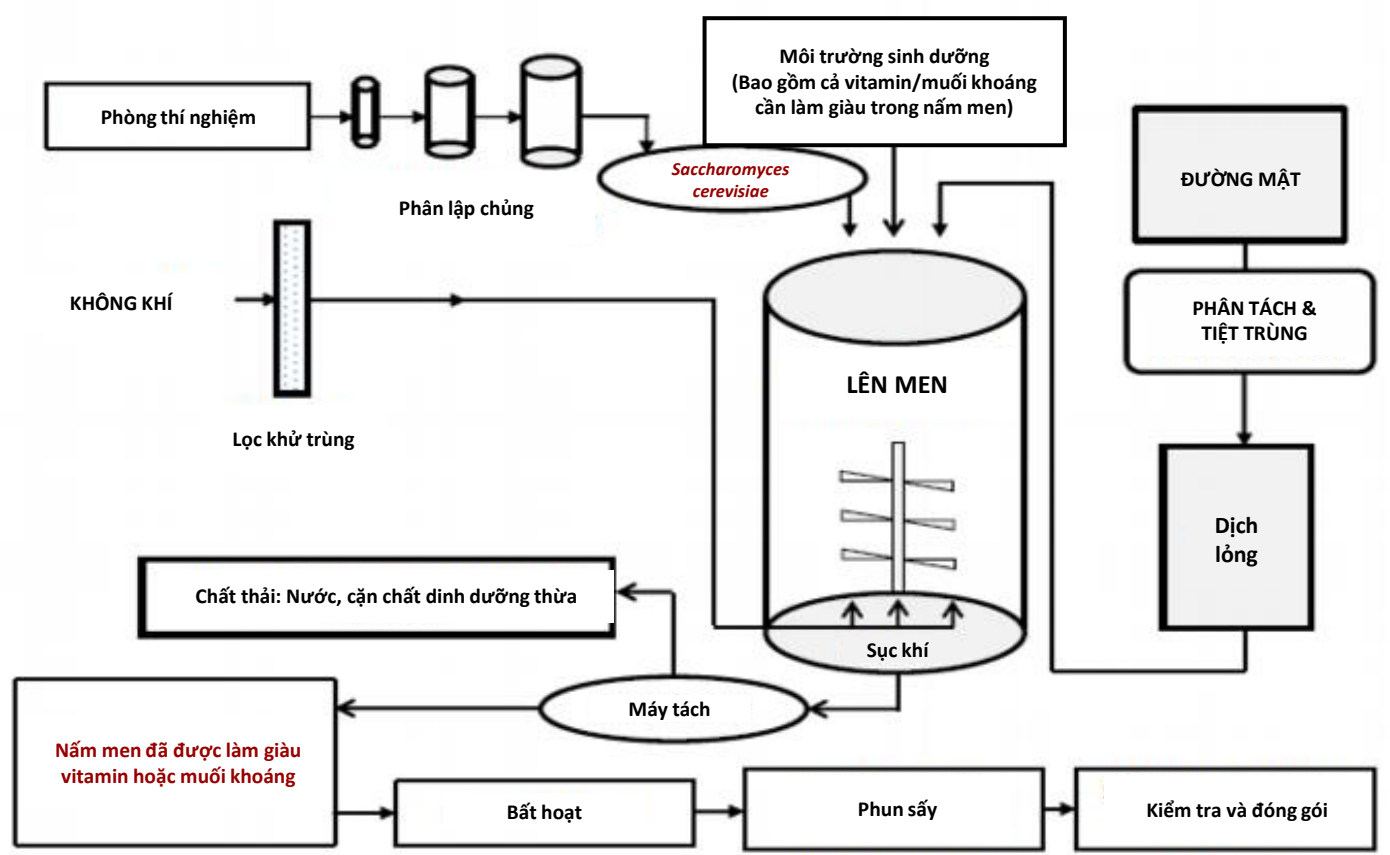 Môi trường sinh dưỡng
(Bao gồm cả vitamin/muối khoáng
cần làm giàu trong nấm men)
Phòng thí nghiệm
Saccharomyces
cerevisiae
ĐƯỜNG MẬT
Phân lập chủng
KHÔNG KHÍ
PHÂN TÁCH &
TIỆT TRÙNG
LÊN MEN
Lọc khử trùng
Dịch
lỏng
Chất thải: Nước, cặn chất dinh dưỡng thừa
Sục khí
Máy tách
Nấm men đã được làm giàu
vitamin hoặc muối khoáng
Bất hoạt
Phun sấy
Kiểm tra và đóng gói